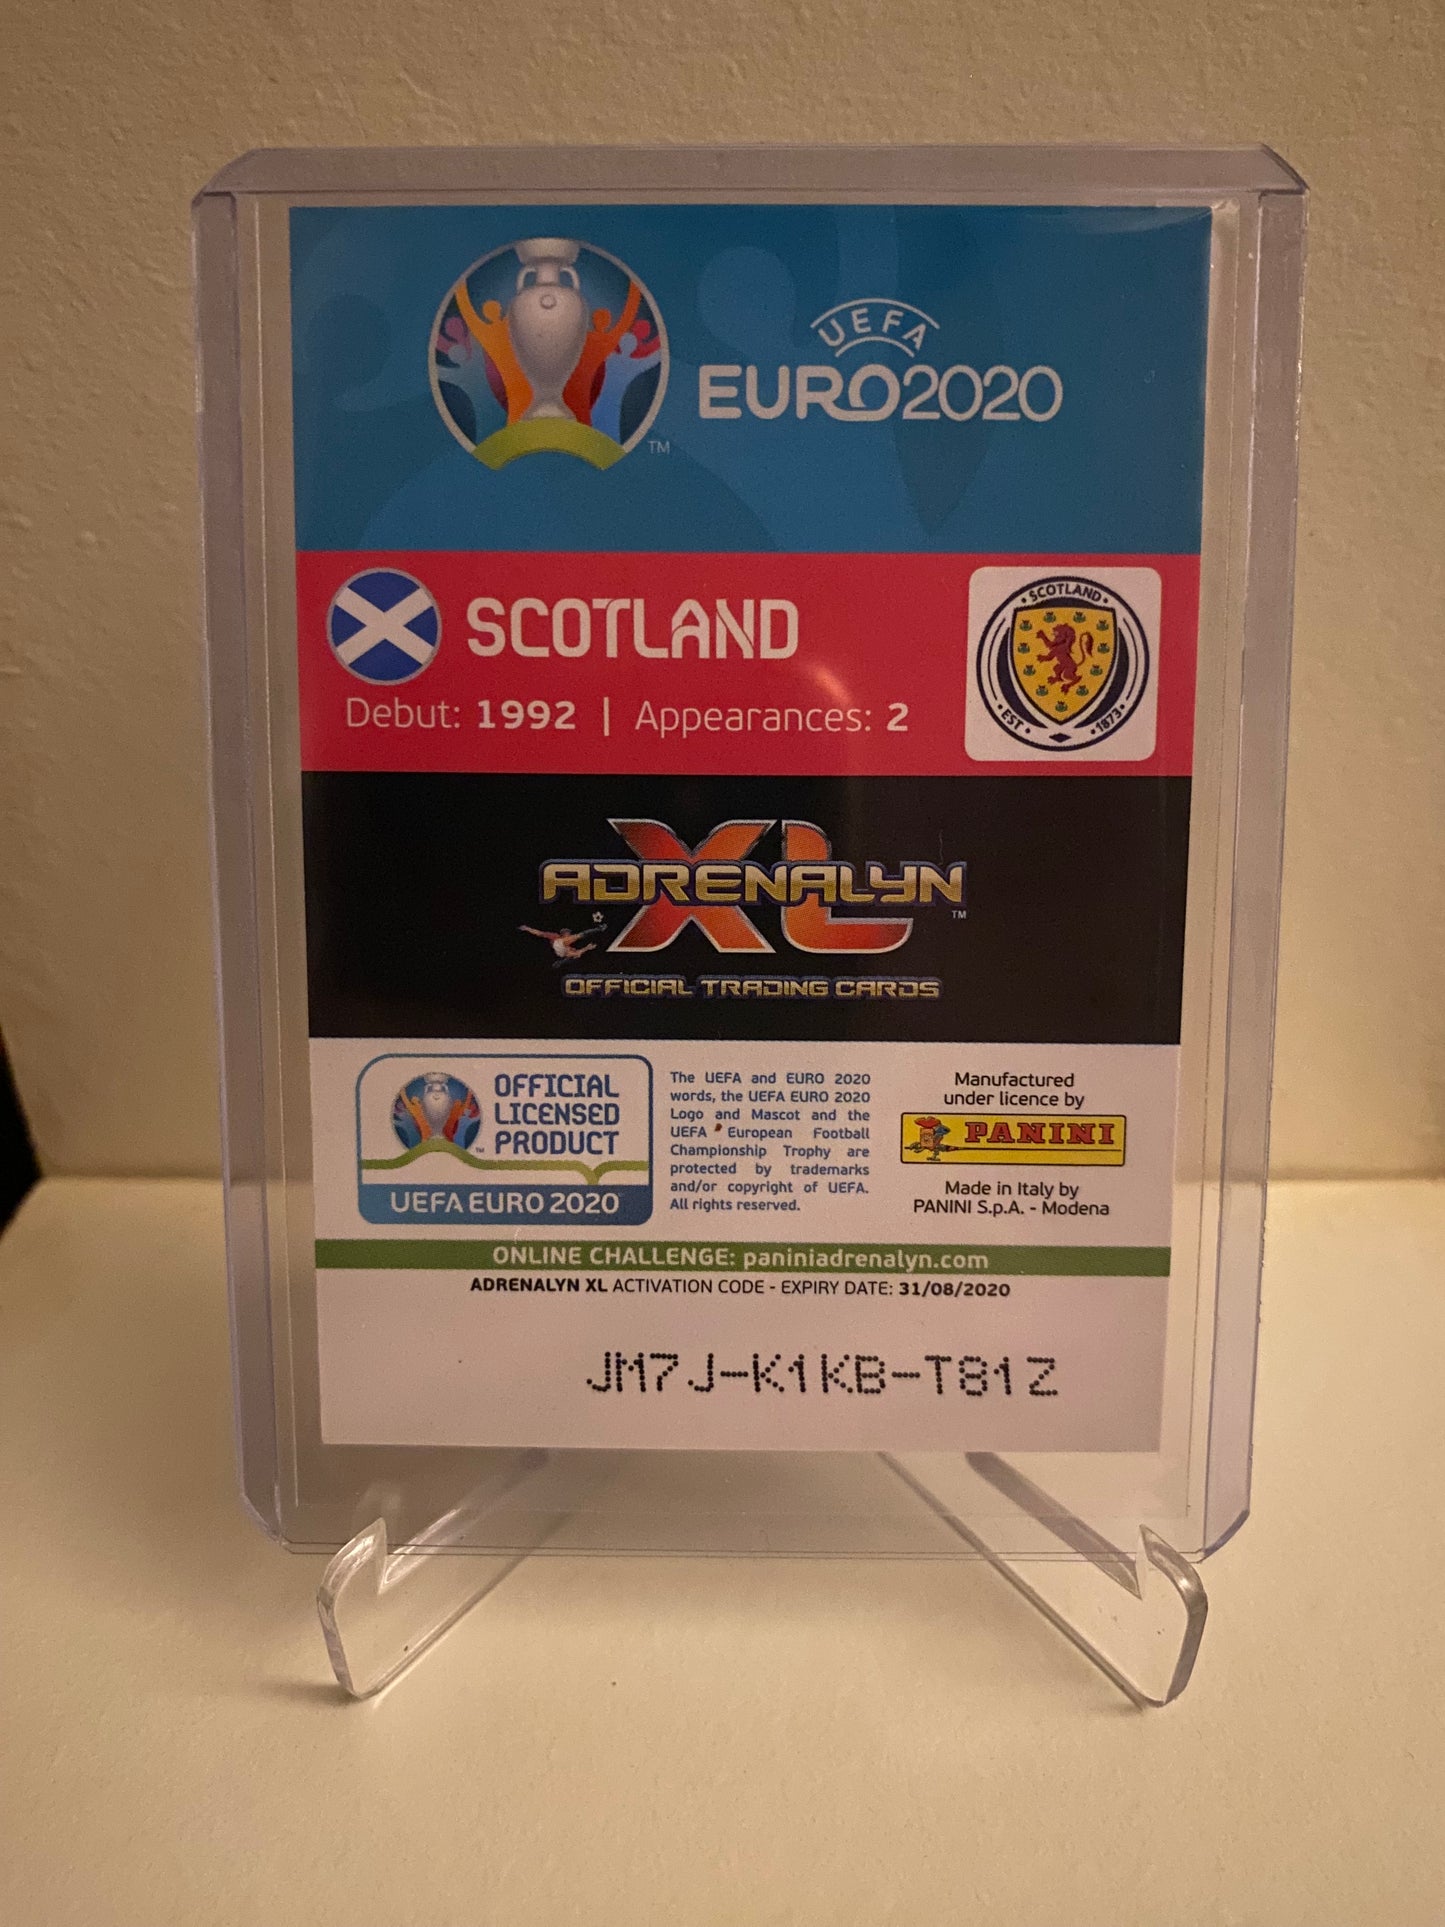 UEFA
EURO2020
TM
SCOTLAND
Debut: 1992 | Appearances: 2
•SCOTLAND•
•EST• •1873•
ADRENALYN
XL
TM
OFFICIAL TRADING CARDS
OFFICIAL
LICENSED
PRODUCT
TM
UEFA EURO 2020
The UEFA and EURO 2020
words, the UEFA EURO 2020
Logo and Mascot and the
UEFA European Football
Championship Trophy are
protected by trademarks
and/or copyright of UEFA.
All rights reserved.
Manufactured
under licence by
PANINI
Made in Italy by
PANINI S.p.A. - Modena
ONLINE CHALLENGE: paniniadrenalyn.com
ADRENALYN XL ACTIVATION CODE - EXPIRY DATE: 31/08/2020
JM7J-K1KB-T81Z